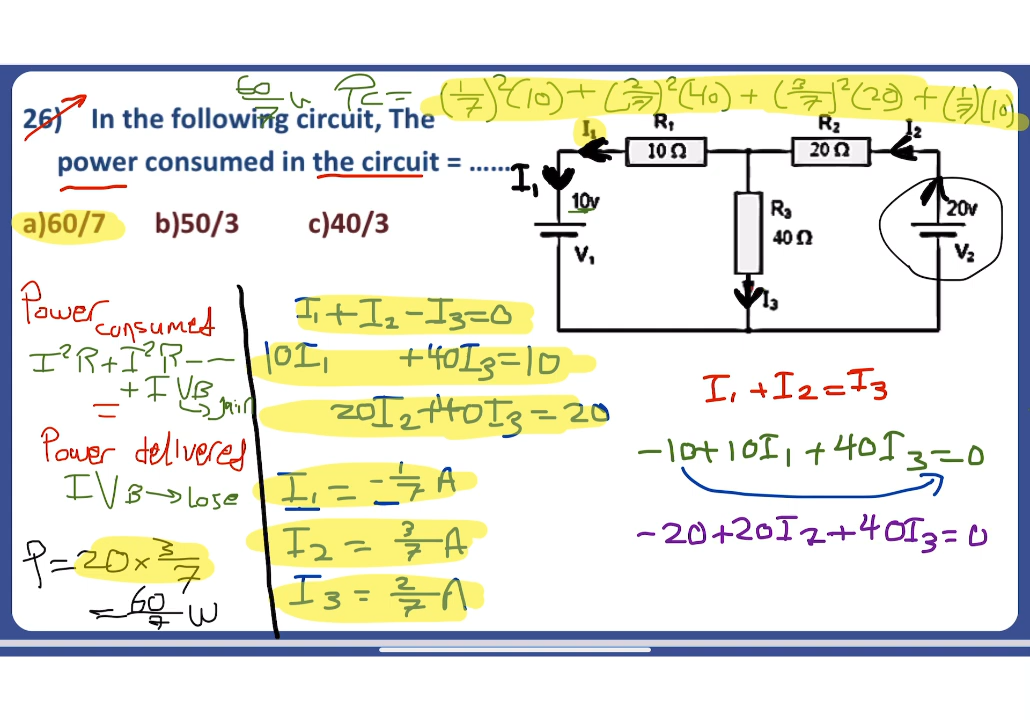 60/7 w Pc = (1/7)²(10) + (2/7)²(40) + (3/7)²(20) + (1/7)(10)
26) In the following circuit, The
power consumed in the circuit = ......
a)60/7 b)50/3 c)40/3
I₁ R₁ R₂ I₂
10 Ω 20 Ω
I₁
10v R₃ 20v
V₁ 40 Ω V₂
I₃
Power
consumed
I²R + I²R - -
+ I VB
↳ gain
=
Power delivered
I VB → Lose
P = 20 × 3/7
= 60/7 W
I₁ + I₂ - I₃ = 0
10I₁ + 40I₃ = 10
20I₂ + 40I₃ = 20
I₁ = -1/7 A
I₂ = 3/7 A
I₃ = 2/7 A
I₁ + I₂ = I₃
-10 + 10I₁ + 40I₃ = 0
-20 + 20I₂ + 40I₃ = 0